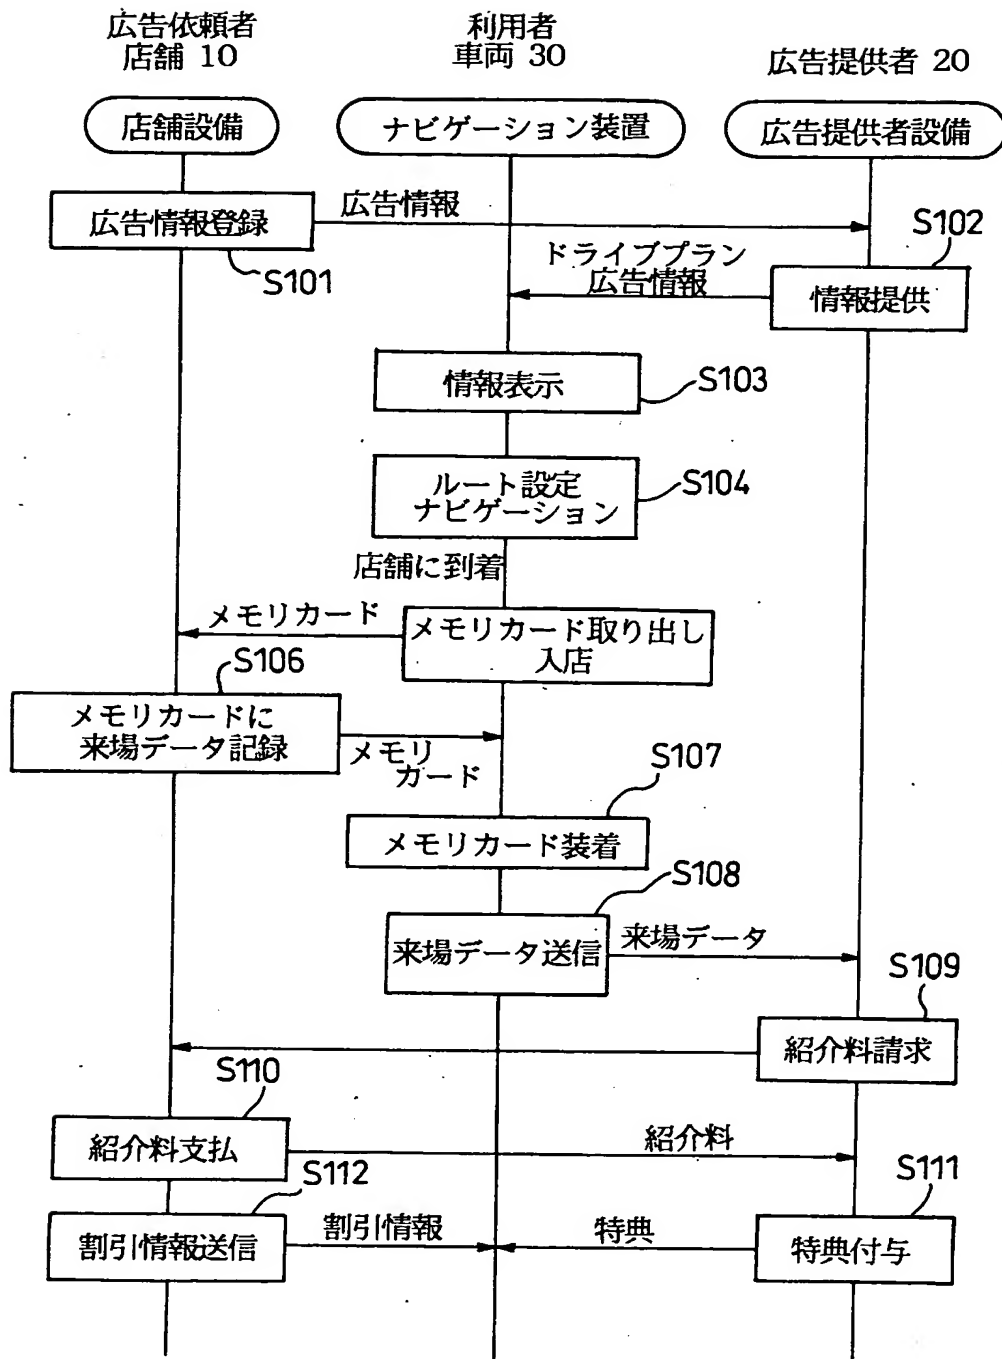 広告依頼者
店舗 10
利用者
車両 30
広告提供者 20
店舗設備
ナビゲーション装置
広告提供者設備
広告情報登録
広告情報
S101
S102
ドライブプラン
広告情報
情報提供
情報表示
S103
ルート設定
ナビゲーション
S104
店舗に到着
メモリカード
メモリカード取り出し
入店
S106
メモリカードに
来場データ記録
メモリ
カード
S107
メモリカード装着
S108
来場データ送信
来場データ
S109
紹介料請求
S110
紹介料支払
紹介料
S111
S112
割引情報送信
割引情報
特典
特典付与